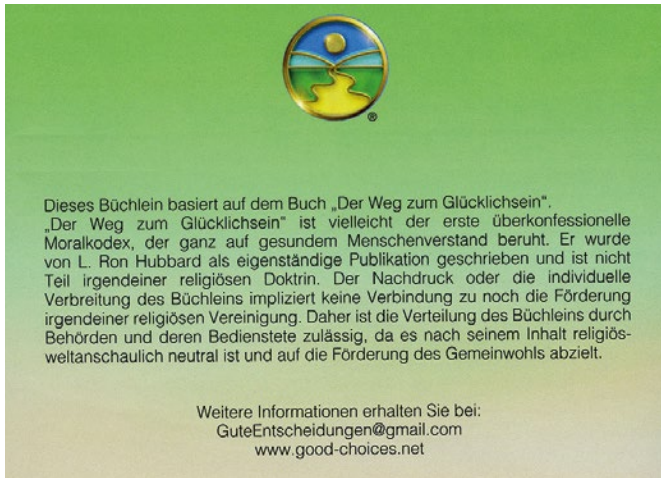 ®
Dieses Büchlein basiert auf dem Buch „Der Weg zum Glücklichsein“.
„Der Weg zum Glücklichsein“ ist vielleicht der erste überkonfessionelle
Moralkodex, der ganz auf gesundem Menschenverstand beruht. Er wurde
von L. Ron Hubbard als eigenständige Publikation geschrieben und ist nicht
Teil irgendeiner religiösen Doktrin. Der Nachdruck oder die individuelle
Verbreitung des Büchleins impliziert keine Verbindung zu noch die Förderung
irgendeiner religiösen Vereinigung. Daher ist die Verteilung des Büchleins durch
Behörden und deren Bedienstete zulässig, da es nach seinem Inhalt religiös-
weltanschaulich neutral ist und auf die Förderung des Gemeinwohls abzielt.
Weitere Informationen erhalten Sie bei:
GuteEntscheidungen@gmail.com
www.good-choices.net